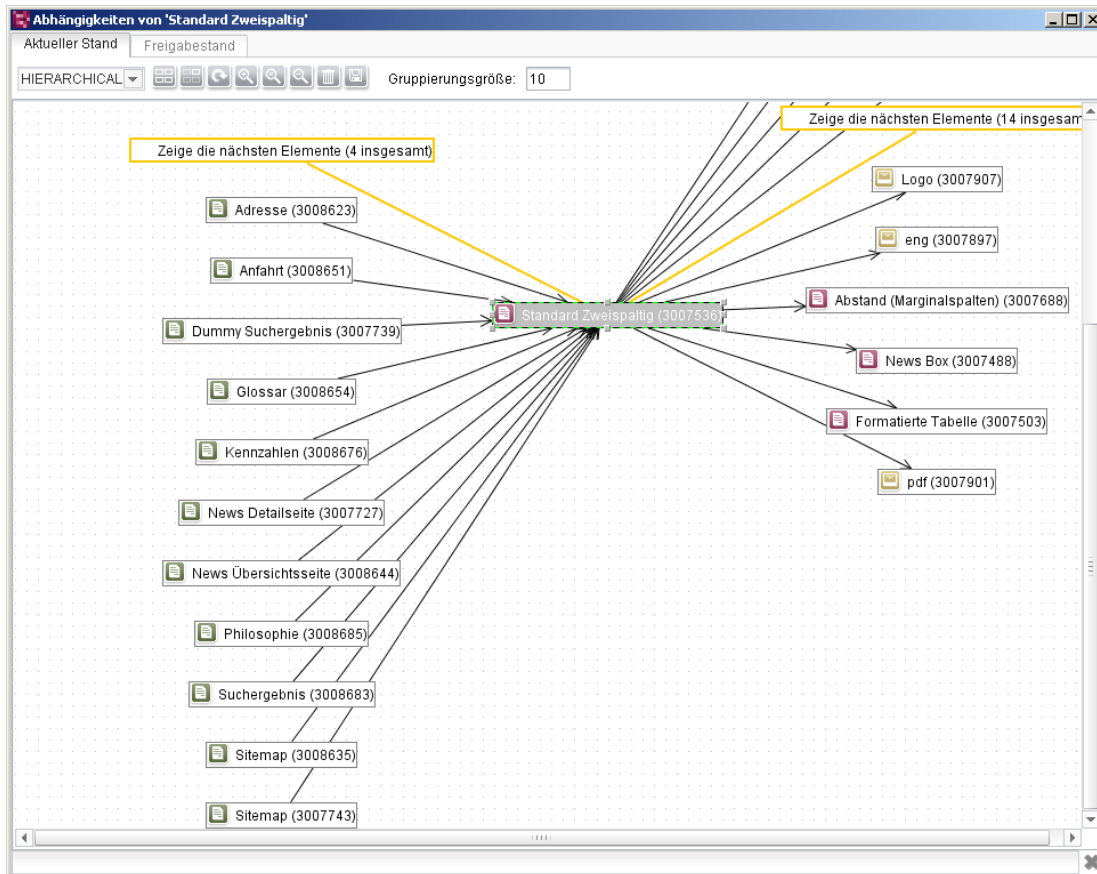 Abhängigkeiten von 'Standard Zweispaltig'
Aktueller Stand
Freigabestand
HIERARCHICAL
Gruppierungsgröße: 10
Zeige die nächsten Elemente (14 insgesamt
Zeige die nächsten Elemente (4 insgesamt)
Logo (3007907)
Adresse (3008623)
eng (3007897)
Anfahrt (3008651)
Abstand (Marginalspalten) (3007688)
Standard Zweispaltig (3007536)
Dummy Suchergebnis (3007739)
News Box (3007488)
Glossar (3008654)
Formatierte Tabelle (3007503)
Kennzahlen (3008676)
pdf (3007901)
News Detailseite (3007727)
News Übersichtsseite (3008644)
Philosophie (3008685)
Suchergebnis (3008683)
Sitemap (3008635)
Sitemap (3007743)